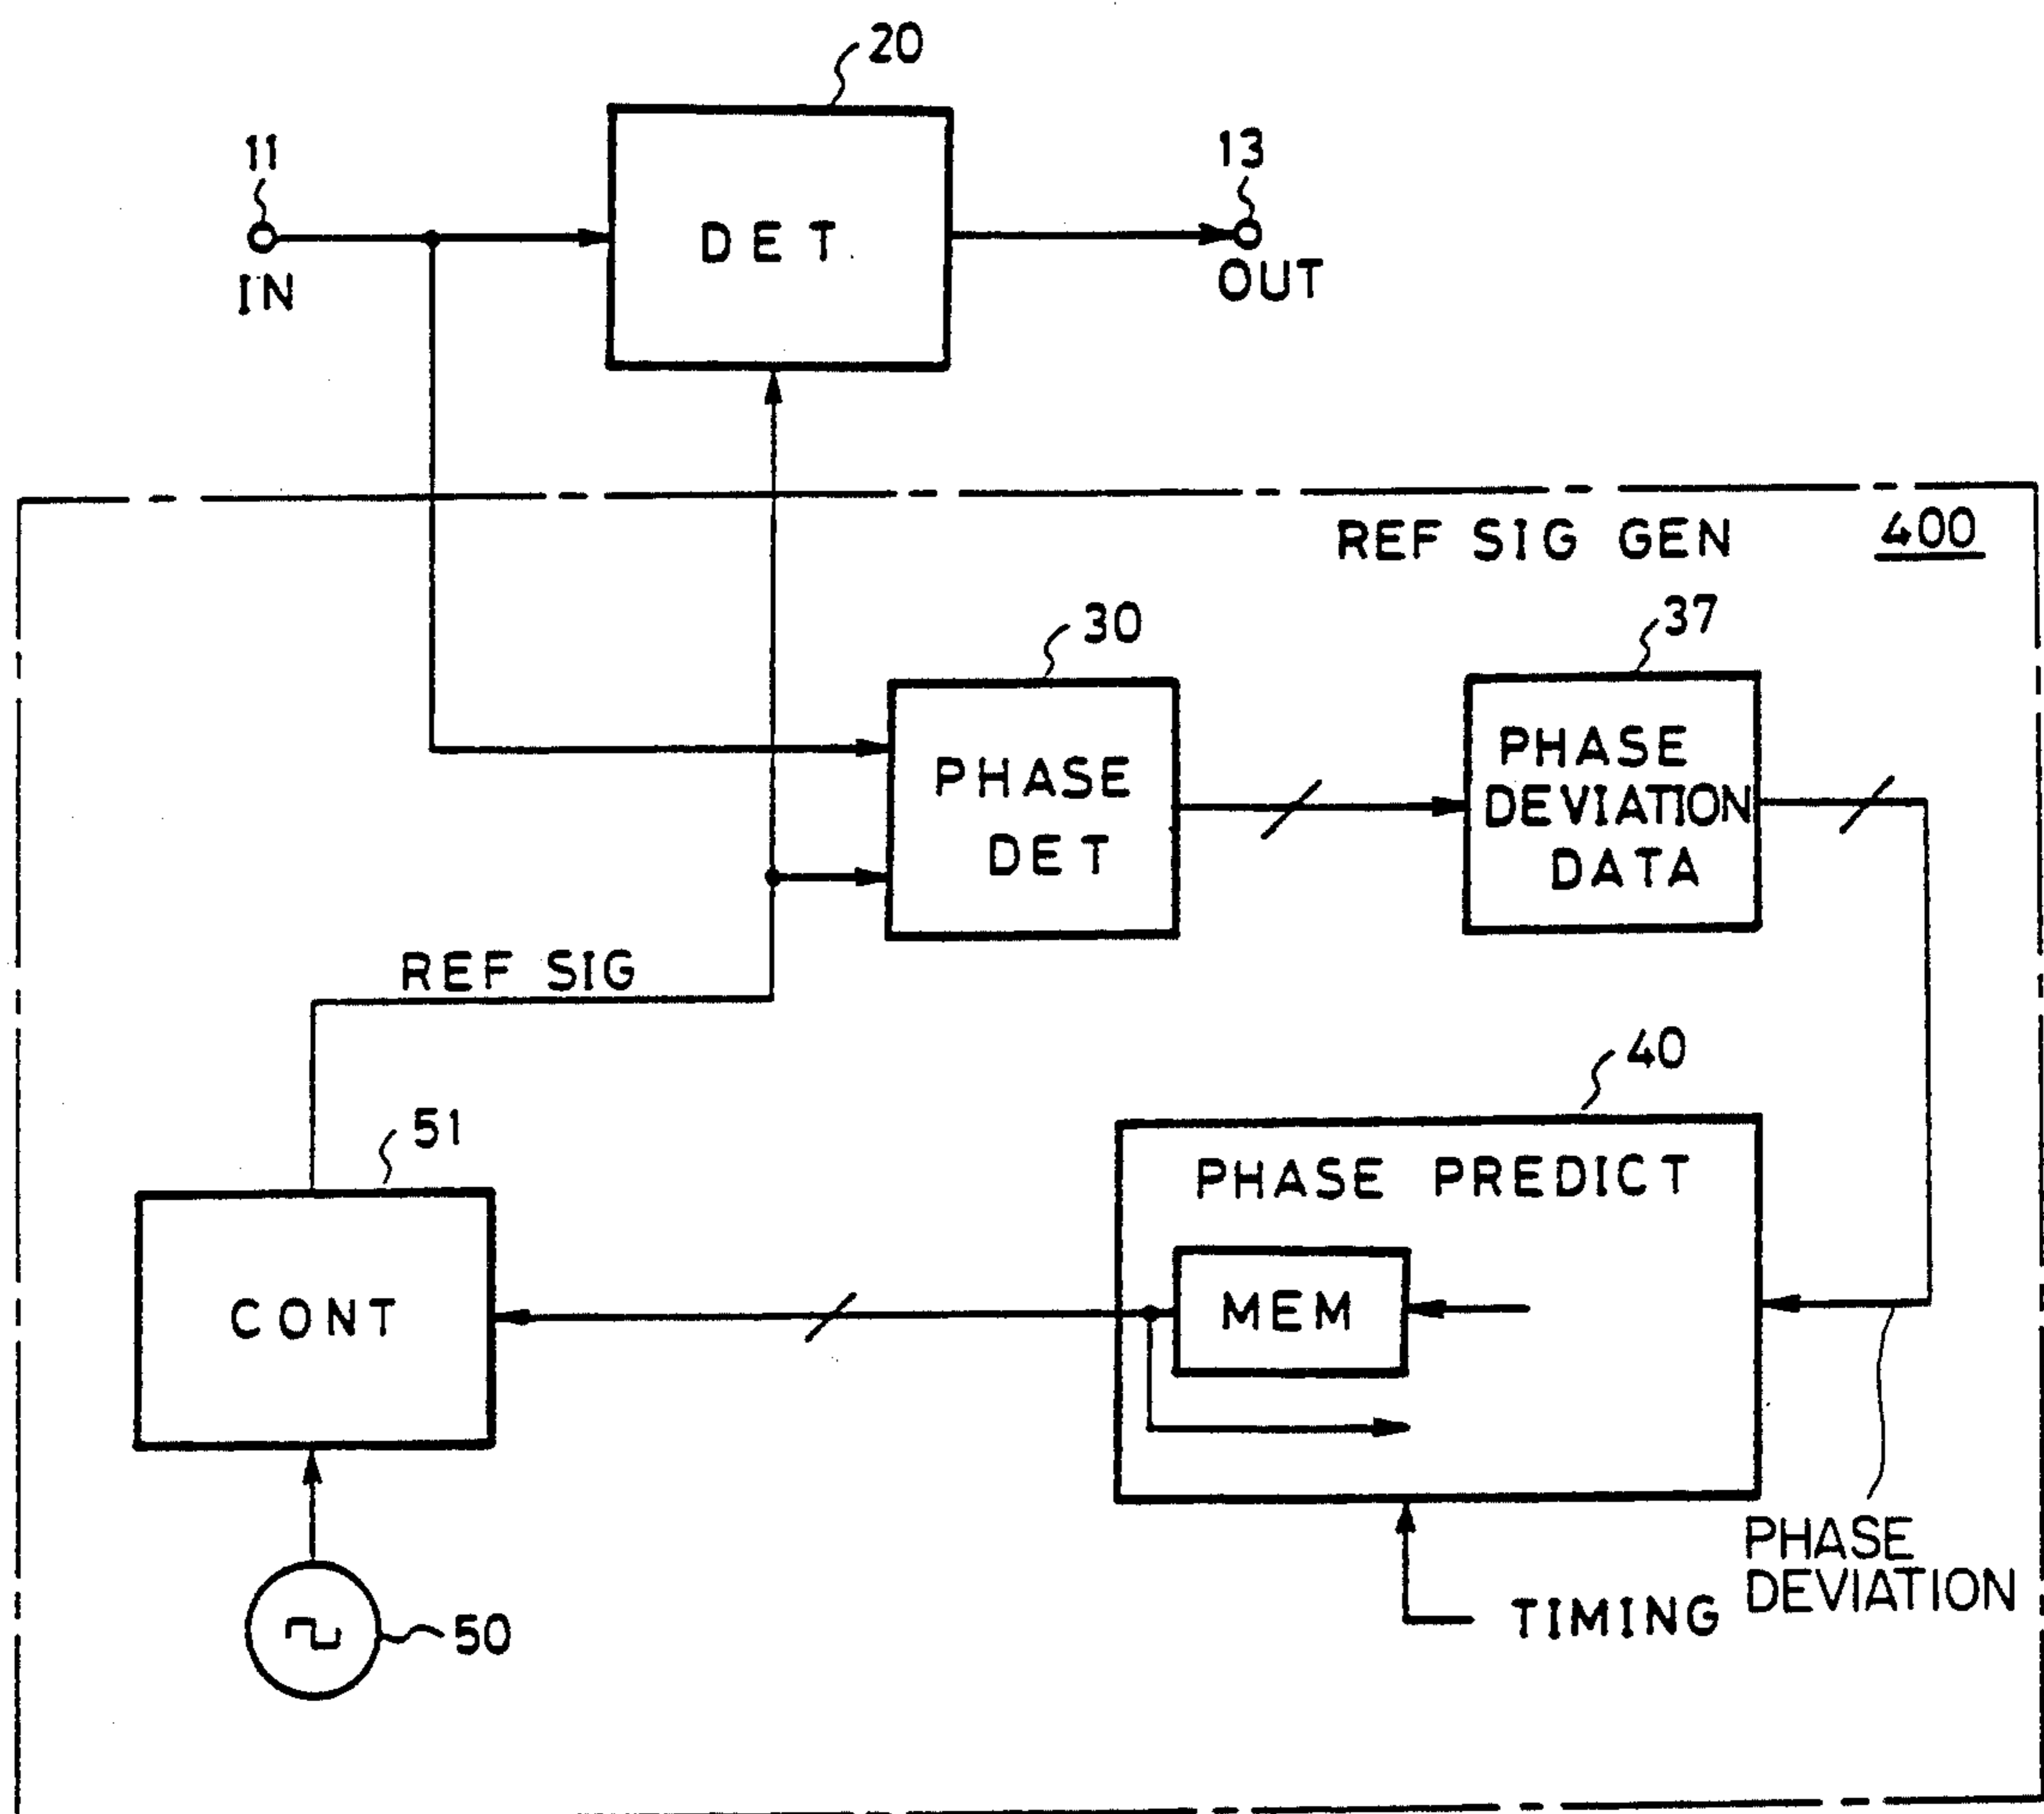 20
11
13
DET.
IN
OUT
REF SIG GEN 400
30
37
PHASE
DET
PHASE
DEVIATION
DATA
REF SIG
40
51
PHASE PREDICT
CONT
MEM
PHASE
DEVIATION
TIMING
50